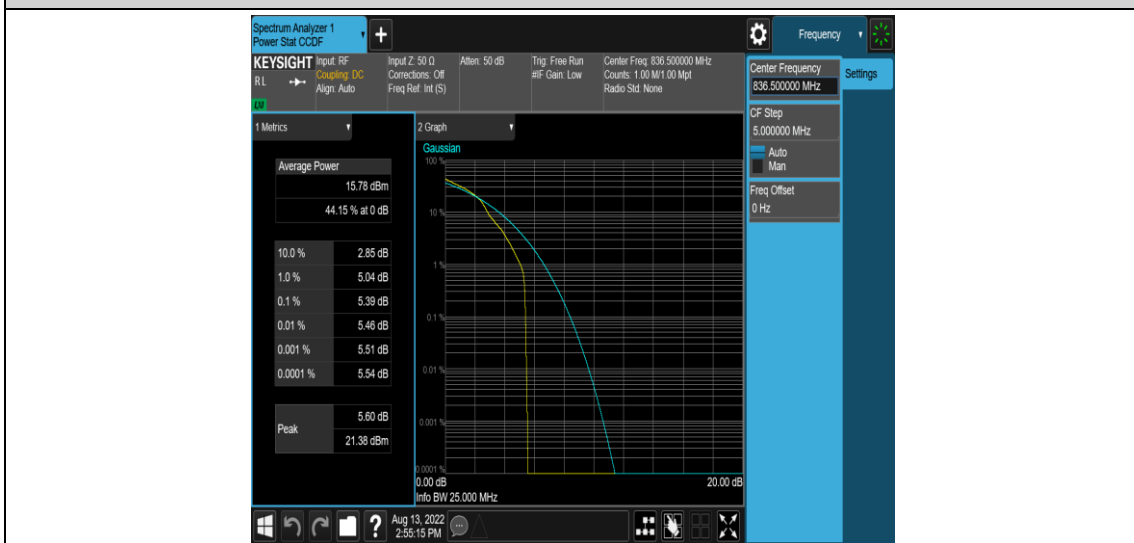 Spectrum Analyzer 1
Power Stat CCDF
+
Frequency
KEYSIGHT
RL
LXI
Input: RF
Coupling: DC
Align: Auto
Input Z: 50 Ω
Corrections: Off
Freq Ref: Int (S)
Atten: 50 dB
Trig: Free Run
#IF Gain: Low
Center Freq: 836.500000 MHz
Counts: 1.00 M/1.00 Mpt
Radio Std: None
Center Frequency
836.500000 MHz
Settings
CF Step
5.000000 MHz
Auto
Man
Freq Offset
0 Hz
1 Metrics
Average Power
15.78 dBm
44.15 % at 0 dB
10.0 % 2.85 dB
1.0 % 5.04 dB
0.1 % 5.39 dB
0.01 % 5.46 dB
0.001 % 5.51 dB
0.0001 % 5.54 dB
Peak
5.60 dB
21.38 dBm
2 Graph
Gaussian
100 %
10 %
1 %
0.1 %
0.01 %
0.001 %
0.0001 %
0.00 dB 20.00 dB
Info BW 25.000 MHz
?
Aug 13, 2022
2:55:15 PM